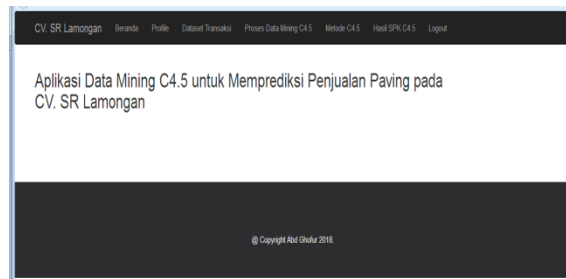 CV. SR Lamongan Beranda Profile Dataset Transaksi Proses Data Mining C4.5 Metode C4.5 Hasil SPK C4.5 Logout
Aplikasi Data Mining C4.5 untuk Memprediksi Penjualan Paving pada
CV. SR Lamongan
@ Copyright Abd Ghofur 2018.